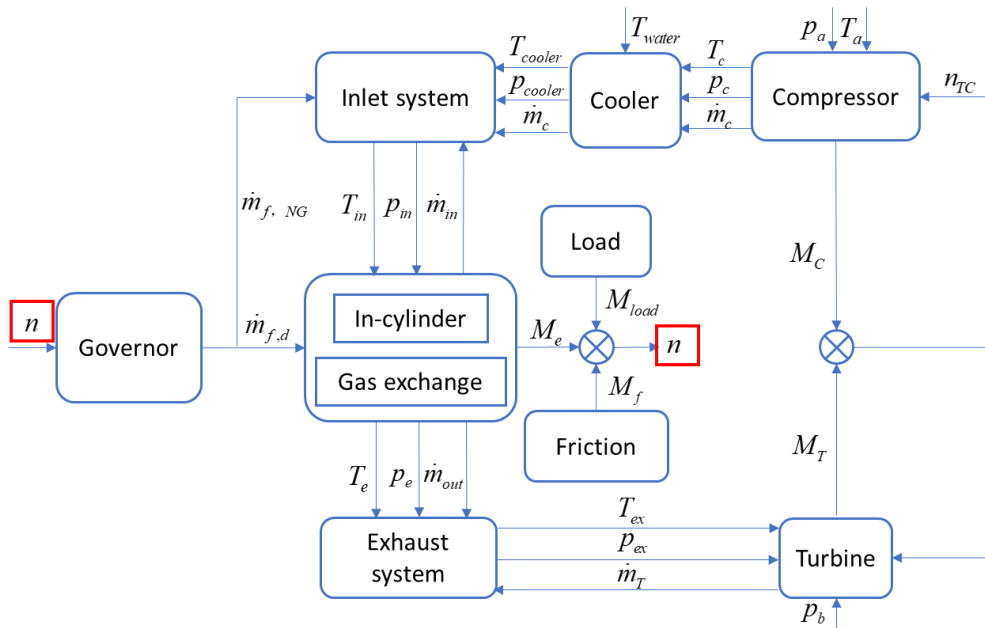 p_a T_a
T_water
T_cooler T_c
p_cooler p_c
ṁ_c ṁ_c
Inlet system
Cooler
Compressor
n_TC
ṁ_{f, NG}
T_in p_in ṁ_in
Load
M_C
M_load
n
Governor
ṁ_{f,d}
In-cylinder
Gas exchange
M_e
n
M_f
Friction
M_T
T_e p_e ṁ_out
Exhaust
system
T_ex
p_ex
ṁ_T
Turbine
p_b